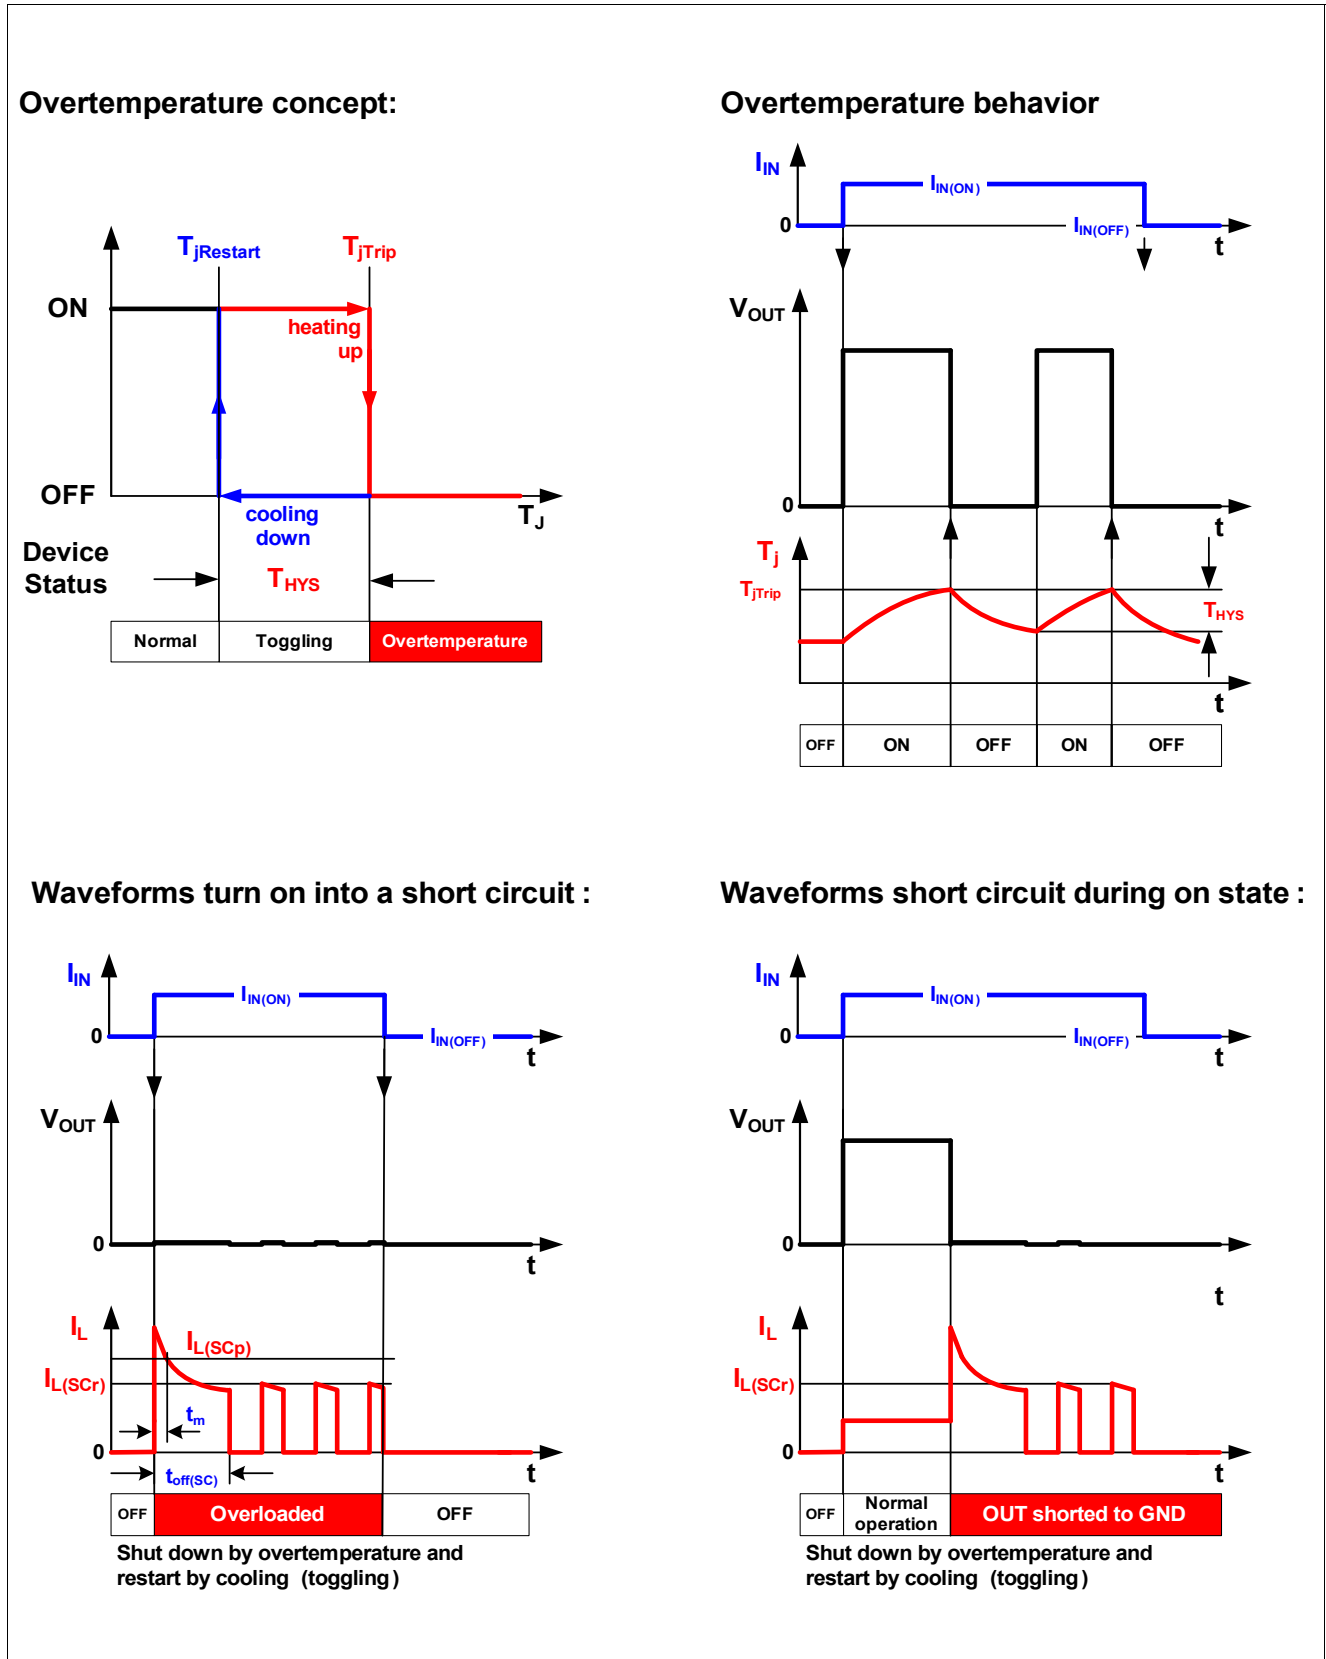 Overtemperature concept:
TjRestart
TjTrip
ON
heating
up
OFF
cooling
down
TJ
Device
Status
THYS
Normal
Toggling
Overtemperature
Overtemperature behavior
IIN
IIN(ON)
0
IIN(OFF)
t
VOUT
0
t
Tj
TjTrip
THYS
t
OFF
ON
OFF
ON
OFF
Waveforms turn on into a short circuit :
IIN
IIN(ON)
0
IIN(OFF)
t
VOUT
0
t
IL
IL(SCp)
IL(SCr)
tm
0
toff(SC)
t
OFF
Overloaded
OFF
Shut down by overtemperature and
restart by cooling (toggling)
Waveforms short circuit during on state :
IIN
IIN(ON)
0
IIN(OFF)
t
VOUT
0
t
IL
IL(SCr)
0
t
OFF
Normal
operation
OUT shorted to GND
Shut down by overtemperature and
restart by cooling (toggling)